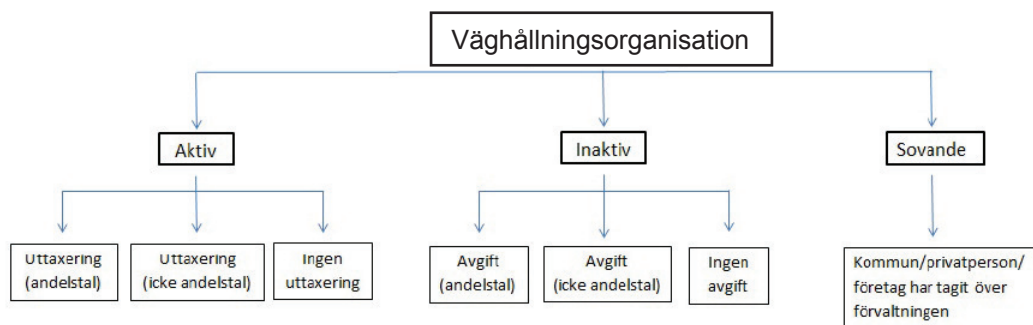 Väghållningsorganisation
Aktiv
Inaktiv
Sovande
Uttaxering
(andelstal)
Uttaxering
(icke andelstal)
Ingen
uttaxering
Avgift
(andelstal)
Avgift
(icke andelstal)
Ingen
avgift
Kommun/privatperson/
företag har tagit över
förvaltningen